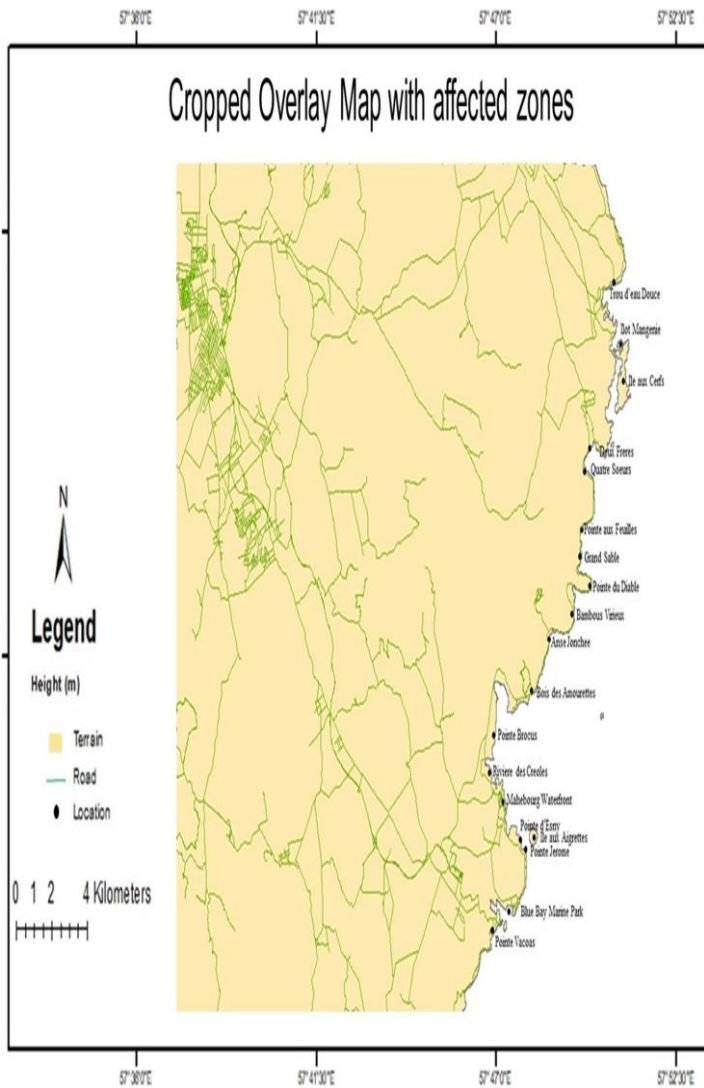 57°36'0"E 57°41'30"E 57°47'0"E 57°52'30"E
Cropped Overlay Map with affected zones
Trou d'eau Douce
Ilot Mangenie
Ile aux Cerfs
Deux Freres
Quatre Soeurs
Pointe aux Feuilles
Grand Sable
Pointe du Diable
Bambous Virieux
Anse Jonchee
Bois des Amourettes
Pointe Brocus
Riviere des Creoles
Mahebourg Waterfront
Pointe d'Esny
Ile aux Aigrettes
Pointe Jerome
Blue Bay Marine Park
Pointe Vacoas
N
Legend
Height (m)
Terrain
Road
Location
0 1 2 4 Kilometers
57°36'0"E 57°41'30"E 57°47'0"E 57°52'30"E